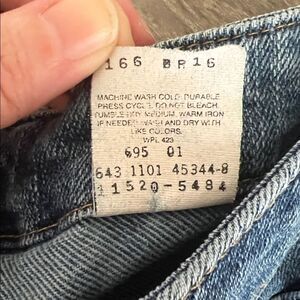 166 BR16
MACHINE WASH COLD. DURABLE
PRESS CYCLE. DO NOT BLEACH.
TUMBLE DRY MEDIUM. WARM IRON
IF NEEDED. WASH AND DRY WITH
LIKE COLORS.
WPL 423
695 01
643 1101 45344-8
11520-5484